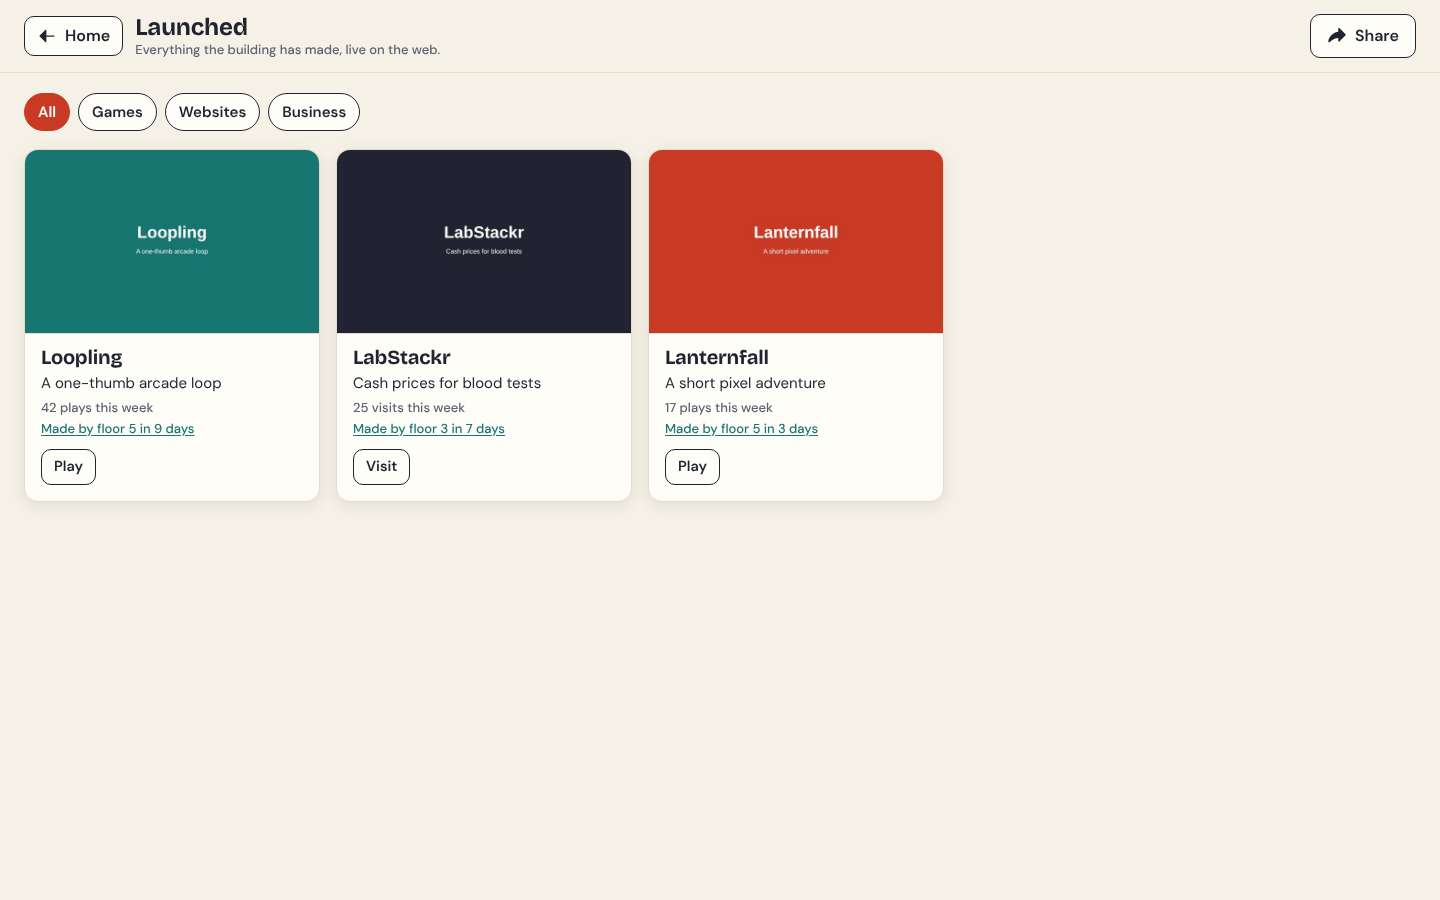 Home
Launched
Everything the building has made, live on the web.
Share
All
Games
Websites
Business
Loopling
A one-thumb arcade loop
LabStackr
Cash prices for blood tests
Lanternfall
A short pixel adventure
Loopling
A one-thumb arcade loop
42 plays this week
Made by floor 5 in 9 days
Play
LabStackr
Cash prices for blood tests
25 visits this week
Made by floor 3 in 7 days
Visit
Lanternfall
A short pixel adventure
17 plays this week
Made by floor 5 in 3 days
Play